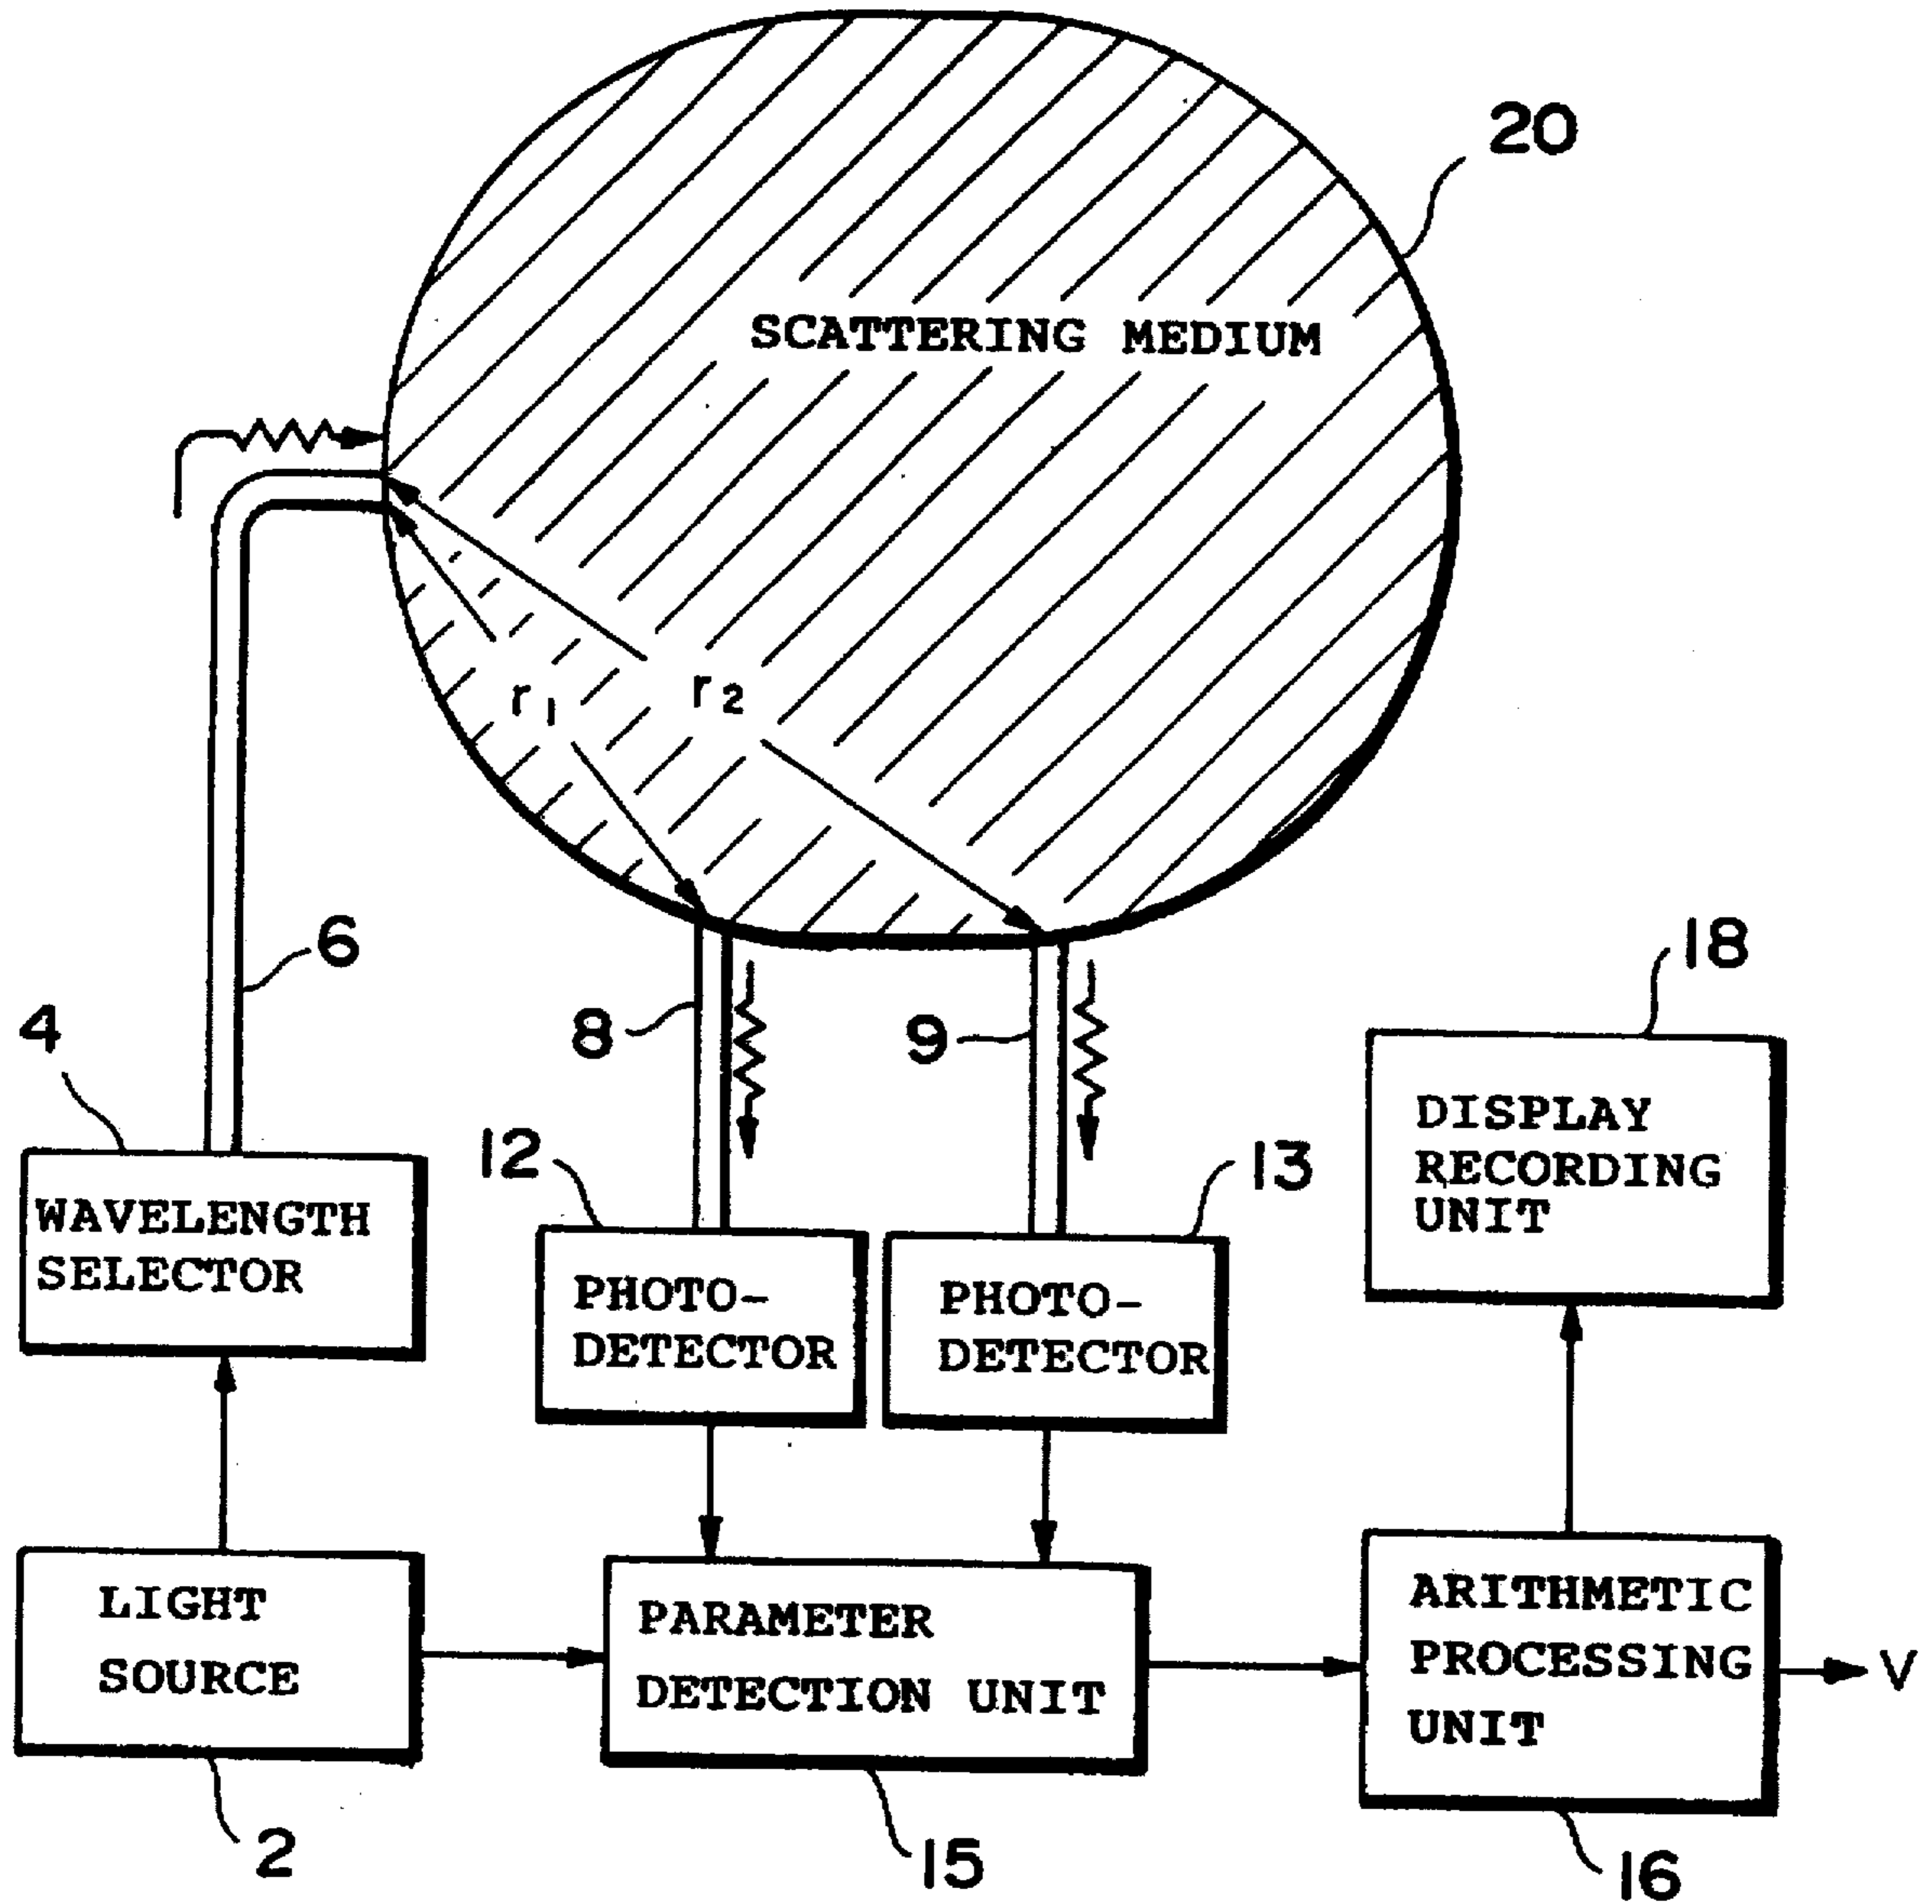 20
SCATTERING MEDIUM
r1
r2
6
18
4
8
9
DISPLAY
RECORDING
UNIT
12
13
WAVELENGTH
SELECTOR
PHOTO-
DETECTOR
PHOTO-
DETECTOR
LIGHT
SOURCE
PARAMETER
DETECTION UNIT
ARITHMETIC
PROCESSING
UNIT
V
2
15
16